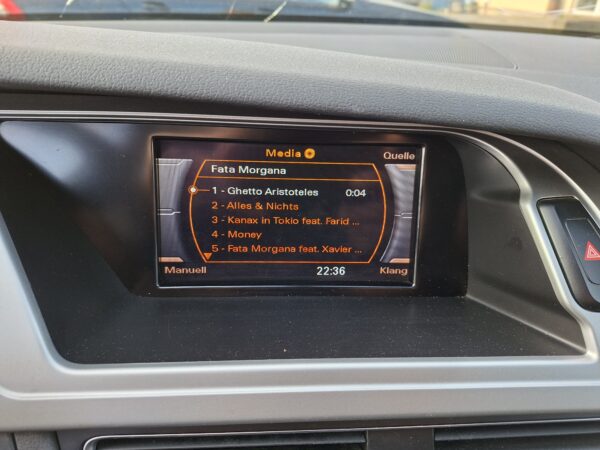 Media
Quelle
Fata Morgana
1 - Ghetto Aristoteles 0:04
2 - Alles & Nichts
3 - Kanax in Tokio feat. Farid ...
4 - Money
5 - Fata Morgana feat. Xavier ...
Manuell
22:36
Klang